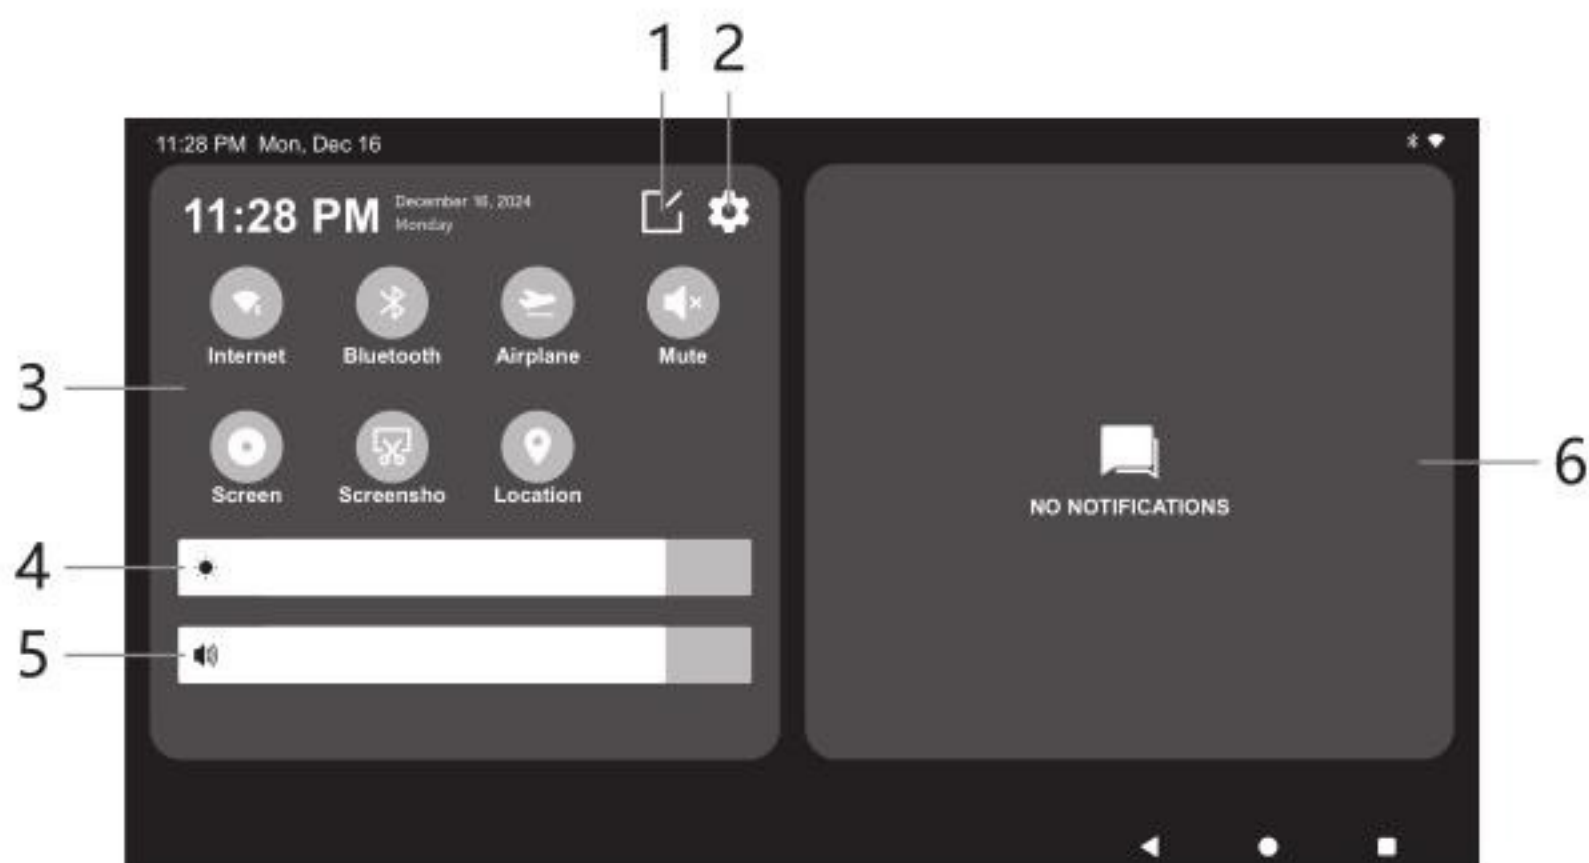 1 2
11:28 PM Mon, Dec 16
11:28 PM
December 16, 2024
Monday
Internet Bluetooth Airplane Mute
3
Screen Screensho Location
4
5
6
NO NOTIFICATIONS